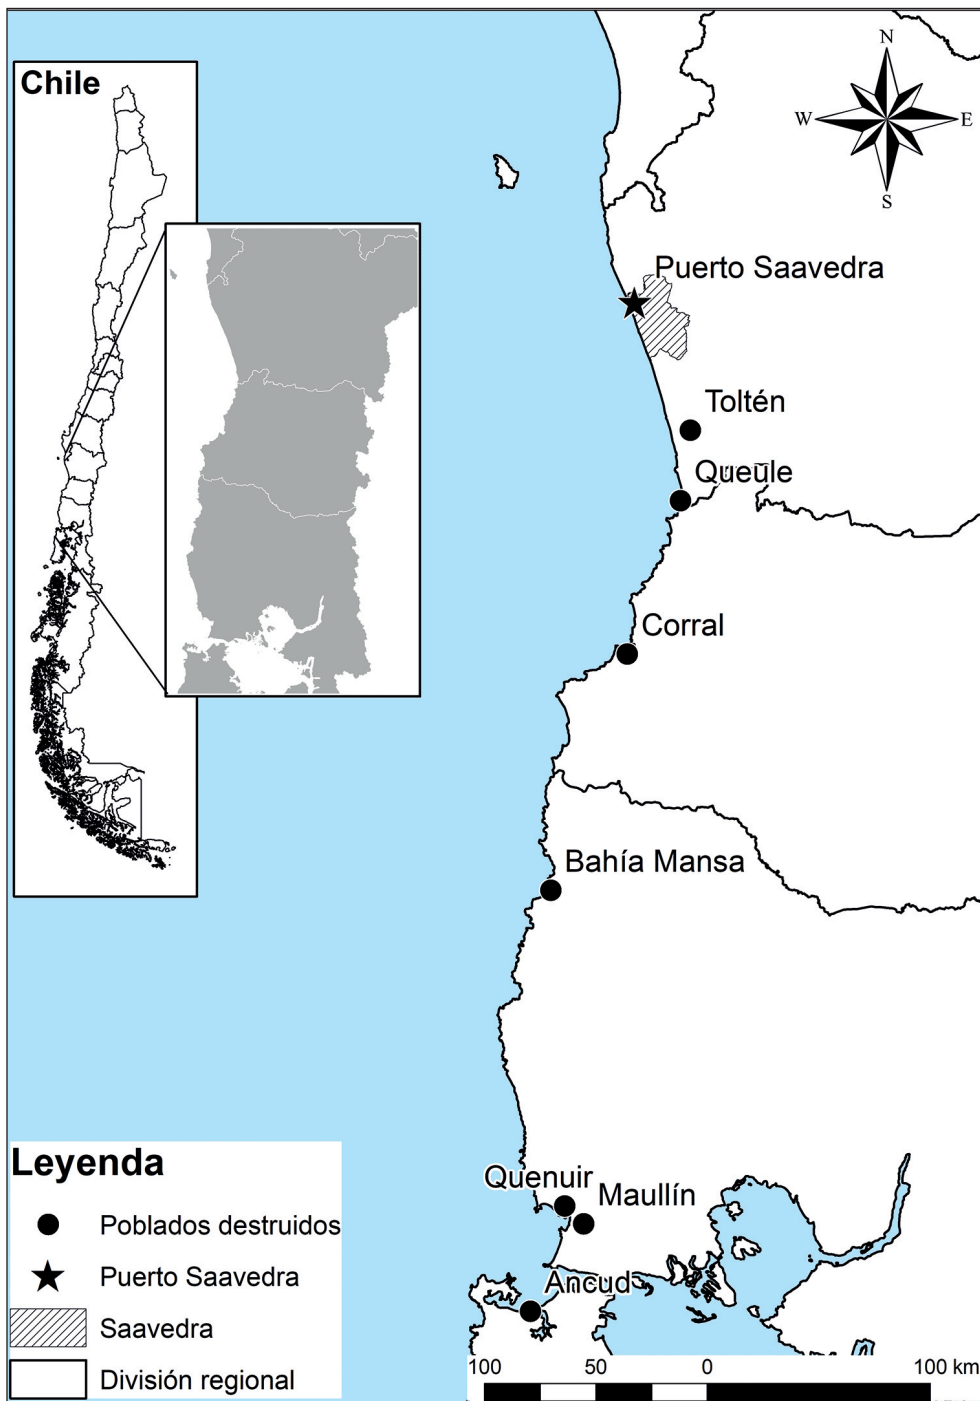 Chile
N
W E
S
Puerto Saavedra
Toltén
Queule
Corral
Bahía Mansa
Quenuir
Maullín
Ancud
Leyenda
Poblados destruidos
Puerto Saavedra
Saavedra
División regional
100 50 0 100 km